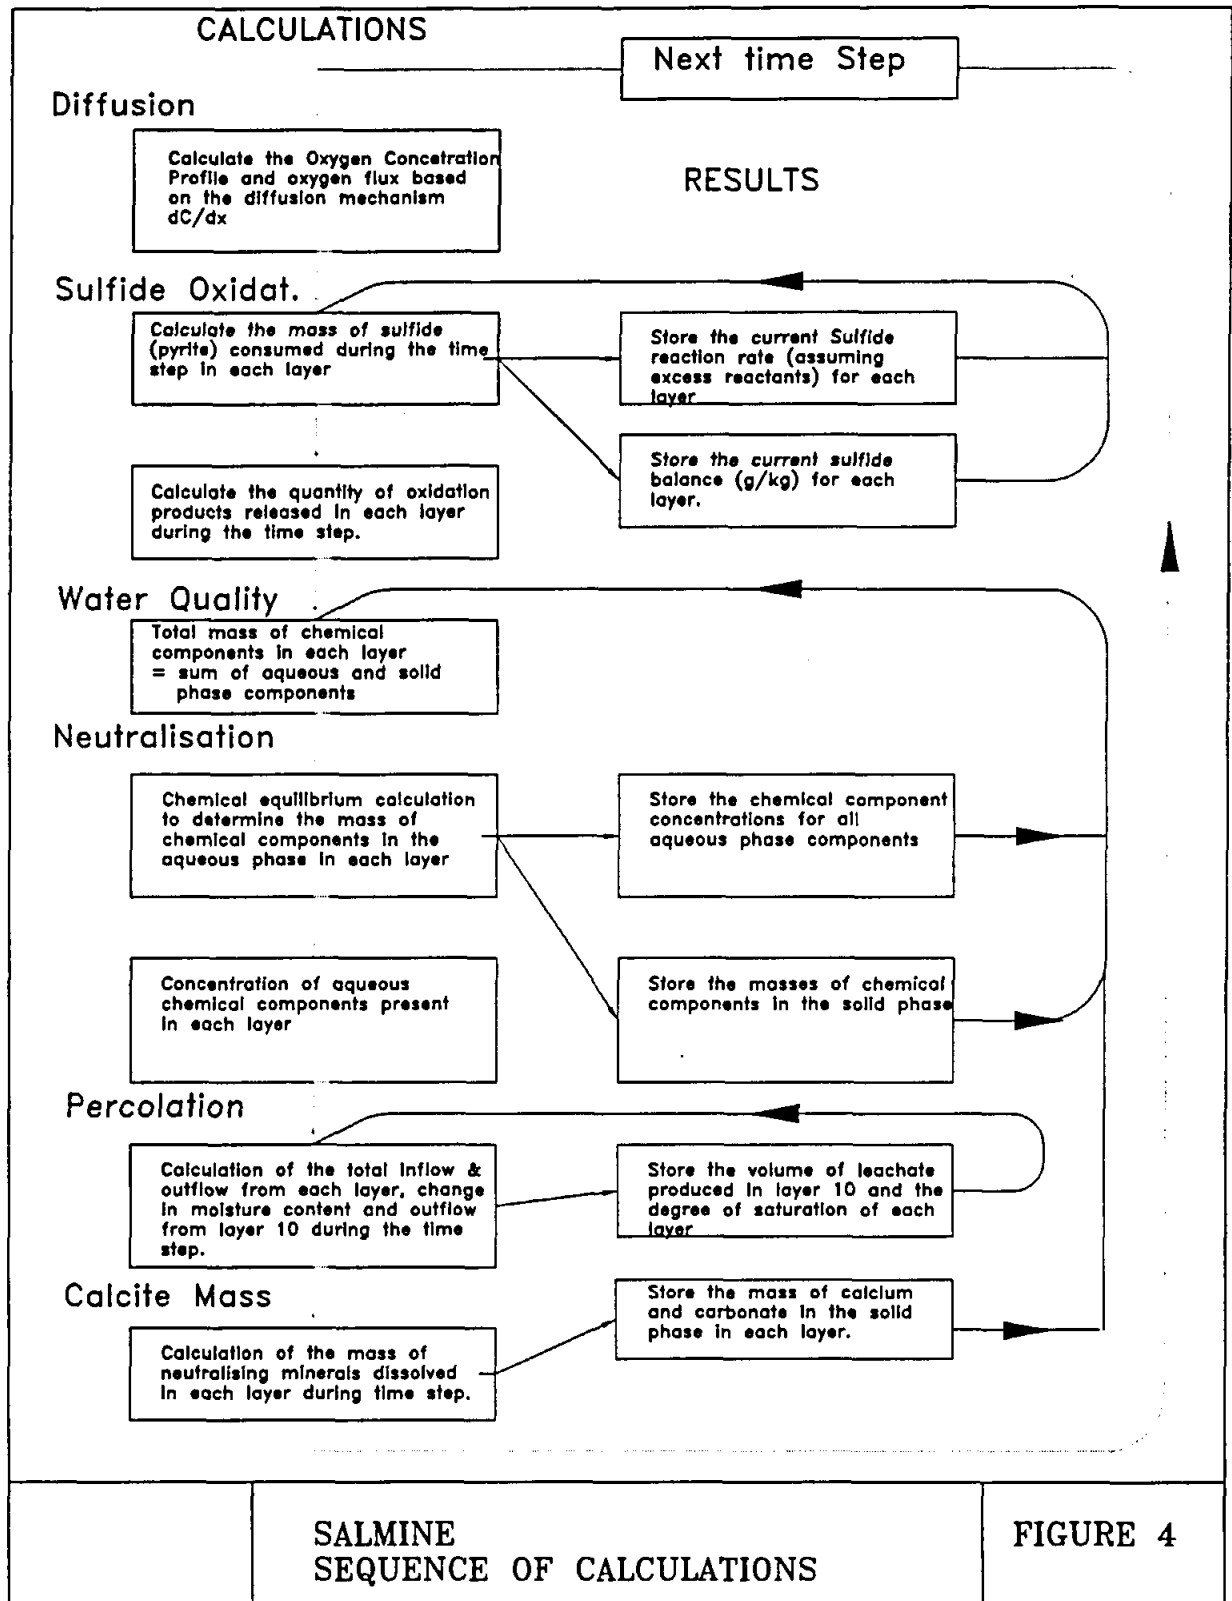 CALCULATIONS
Next time Step
Diffusion
Calculate the Oxygen Concetration
Profile and oxygen flux based
on the diffusion mechanism
dC/dx
RESULTS
Sulfide Oxidat.
Calculate the mass of sulfide
(pyrite) consumed during the time
step in each layer
Store the current Sulfide
reaction rate (assuming
excess reactants) for each
layer
Store the current sulfide
balance (g/kg) for each
layer.
Calculate the quantity of oxidation
products released in each layer
during the time step.
Water Quality
Total mass of chemical
components in each layer
= sum of aqueous and solid
phase components
Neutralisation
Chemical equilibrium calculation
to determine the mass of
chemical components in the
aqueous phase in each layer
Store the chemical component
concentrations for all
aqueous phase components
Concentration of aqueous
chemical components present
in each layer
Store the masses of chemical
components in the solid phase
Percolation
Calculation of the total inflow &
outflow from each layer, change
in moisture content and outflow
from layer 10 during the time
step.
Store the volume of leachate
produced in layer 10 and the
degree of saturation of each
layer
Calcite Mass
Store the mass of calcium
and carbonate in the solid
phase in each layer.
Calculation of the mass of
neutralising minerals dissolved
in each layer during time step.
SALMINE
SEQUENCE OF CALCULATIONS
FIGURE 4